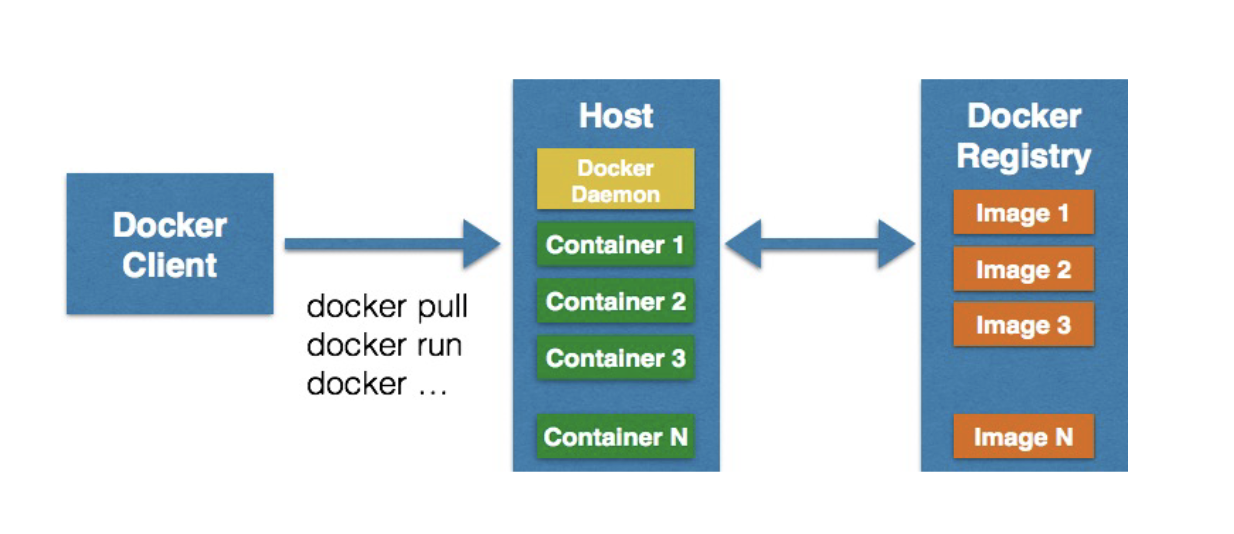 Docker
Client
docker pull
docker run
docker ...
Host
Docker
Daemon
Container 1
Container 2
Container 3
Container N
Docker
Registry
Image 1
Image 2
Image 3
Image N